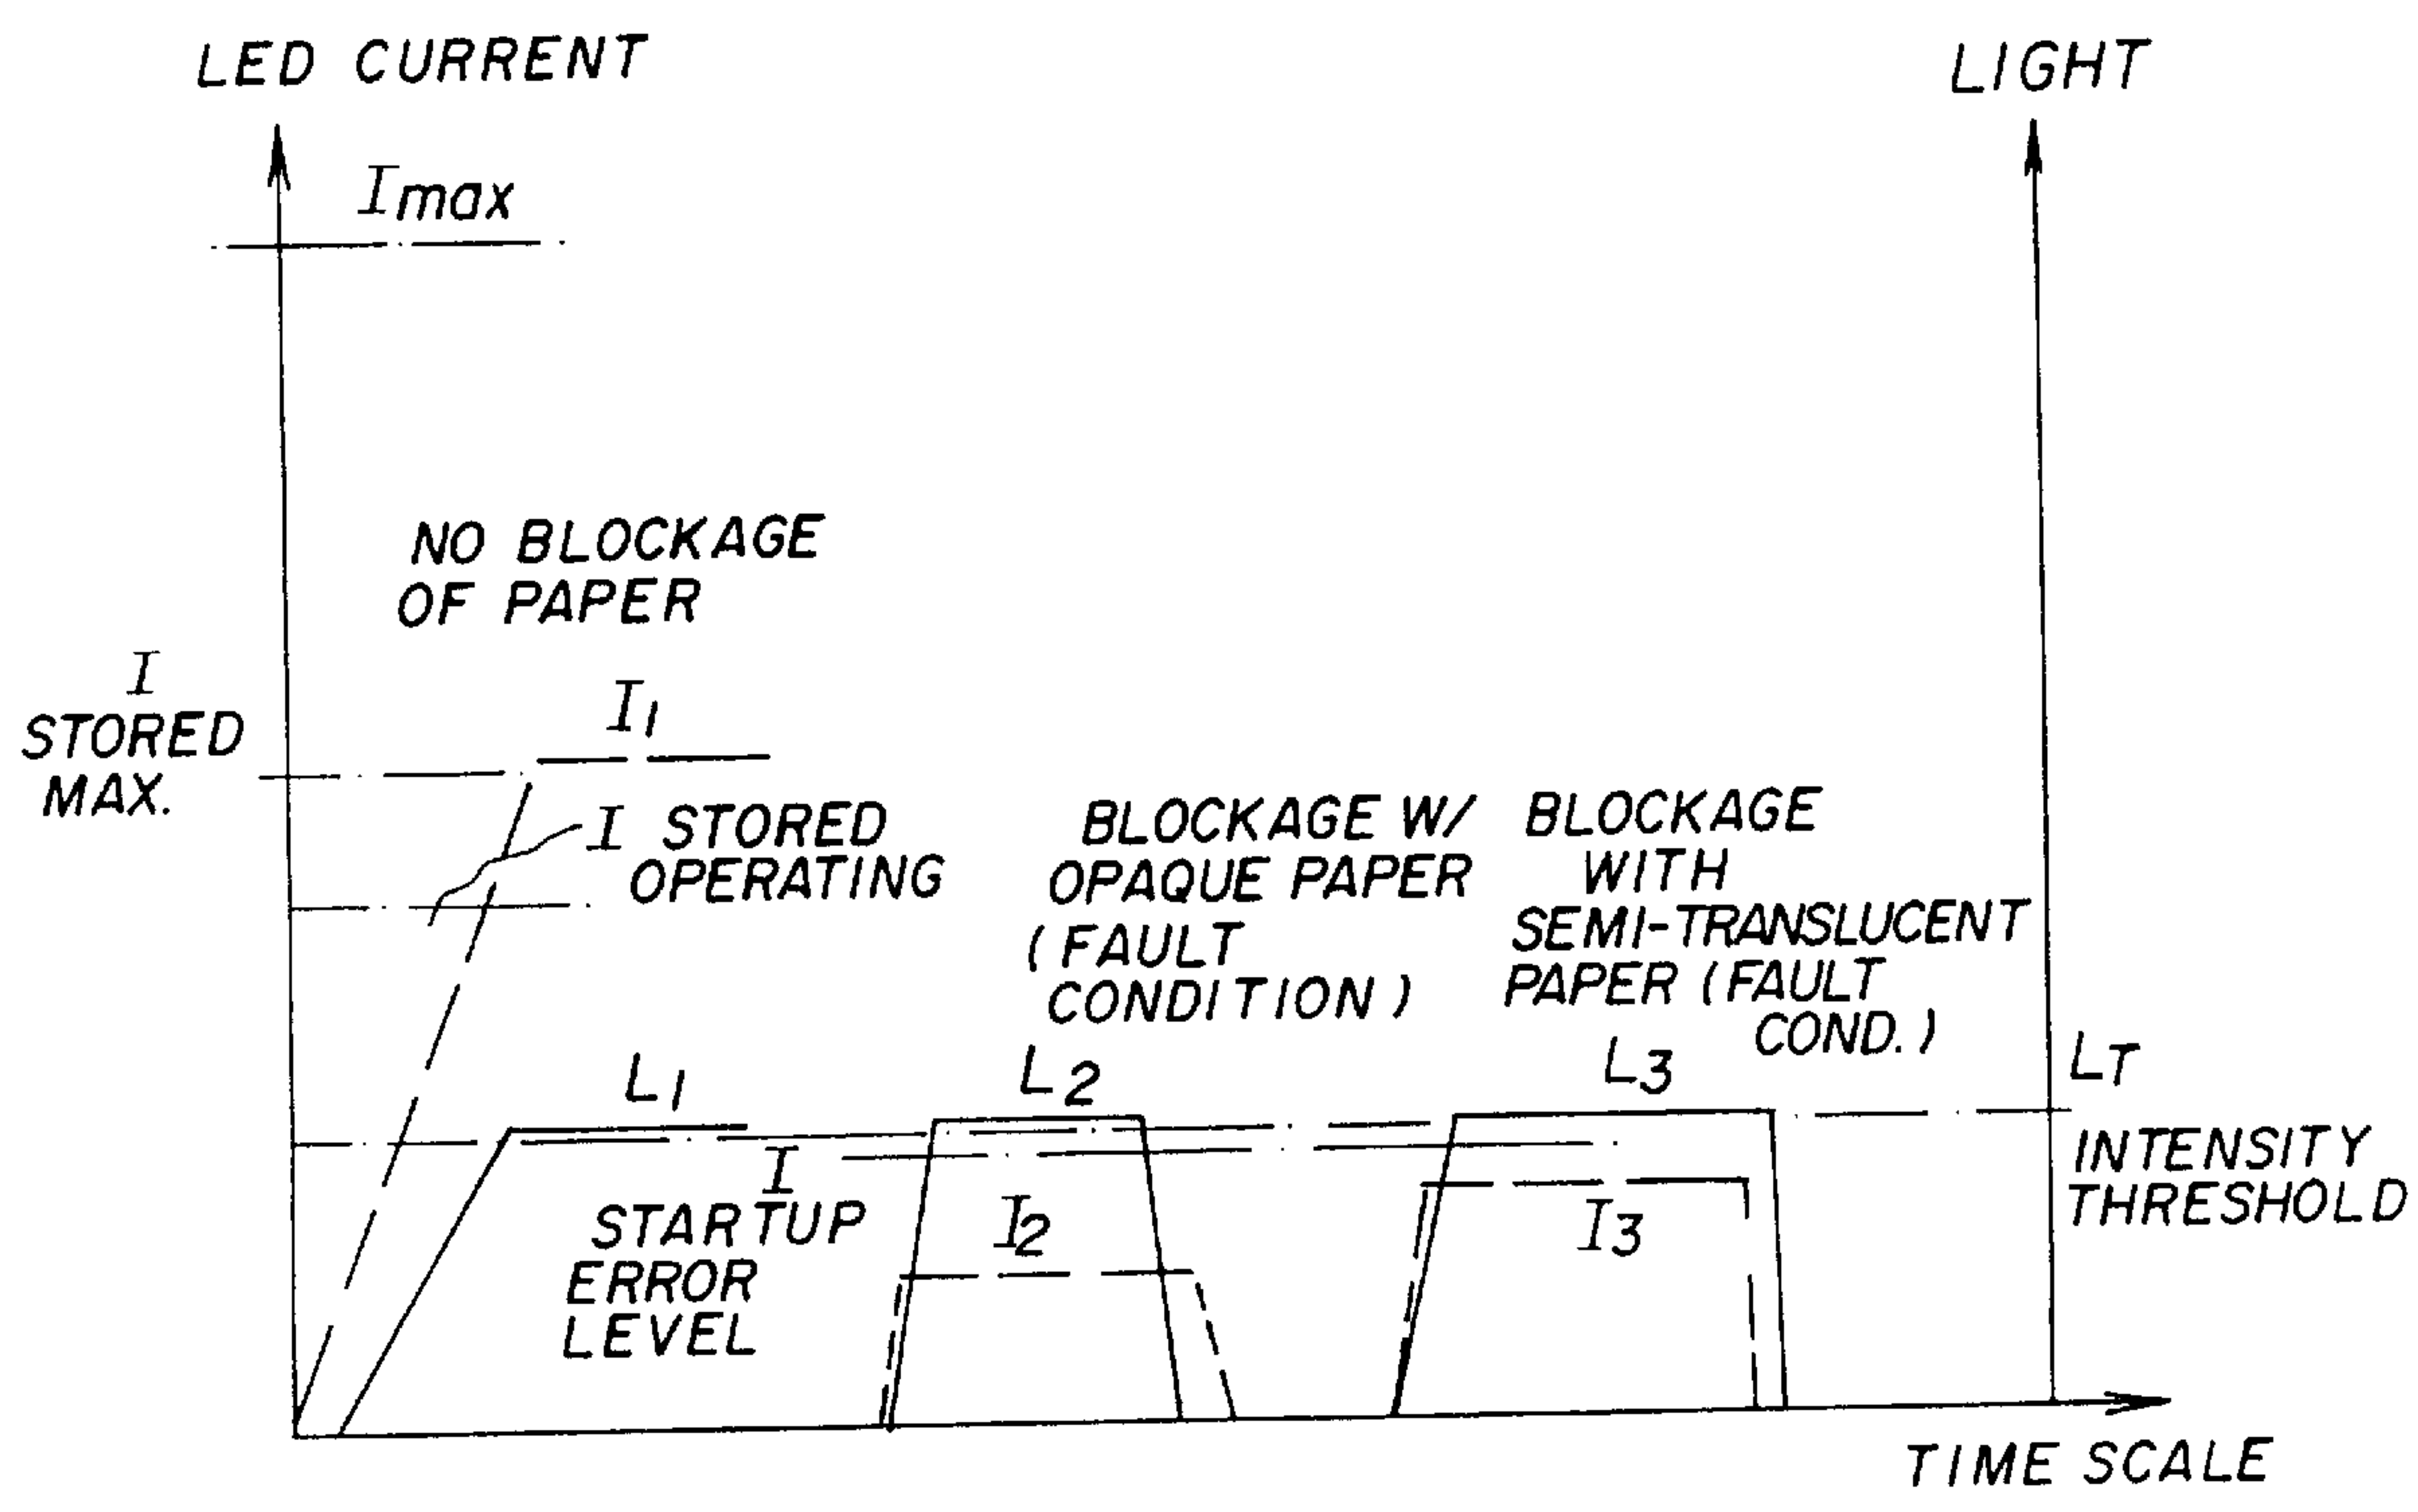 LED CURRENT
LIGHT
Imax
NO BLOCKAGE
OF PAPER
I
STORED
MAX.
I1
I STORED
OPERATING
BLOCKAGE W/
OPAQUE PAPER
(FAULT
CONDITION)
BLOCKAGE
WITH
SEMI-TRANSLUCENT
PAPER (FAULT
COND.)
L1
L2
L3
LT
INTENSITY
THRESHOLD
I
STARTUP
ERROR
LEVEL
I2
I3
TIME SCALE